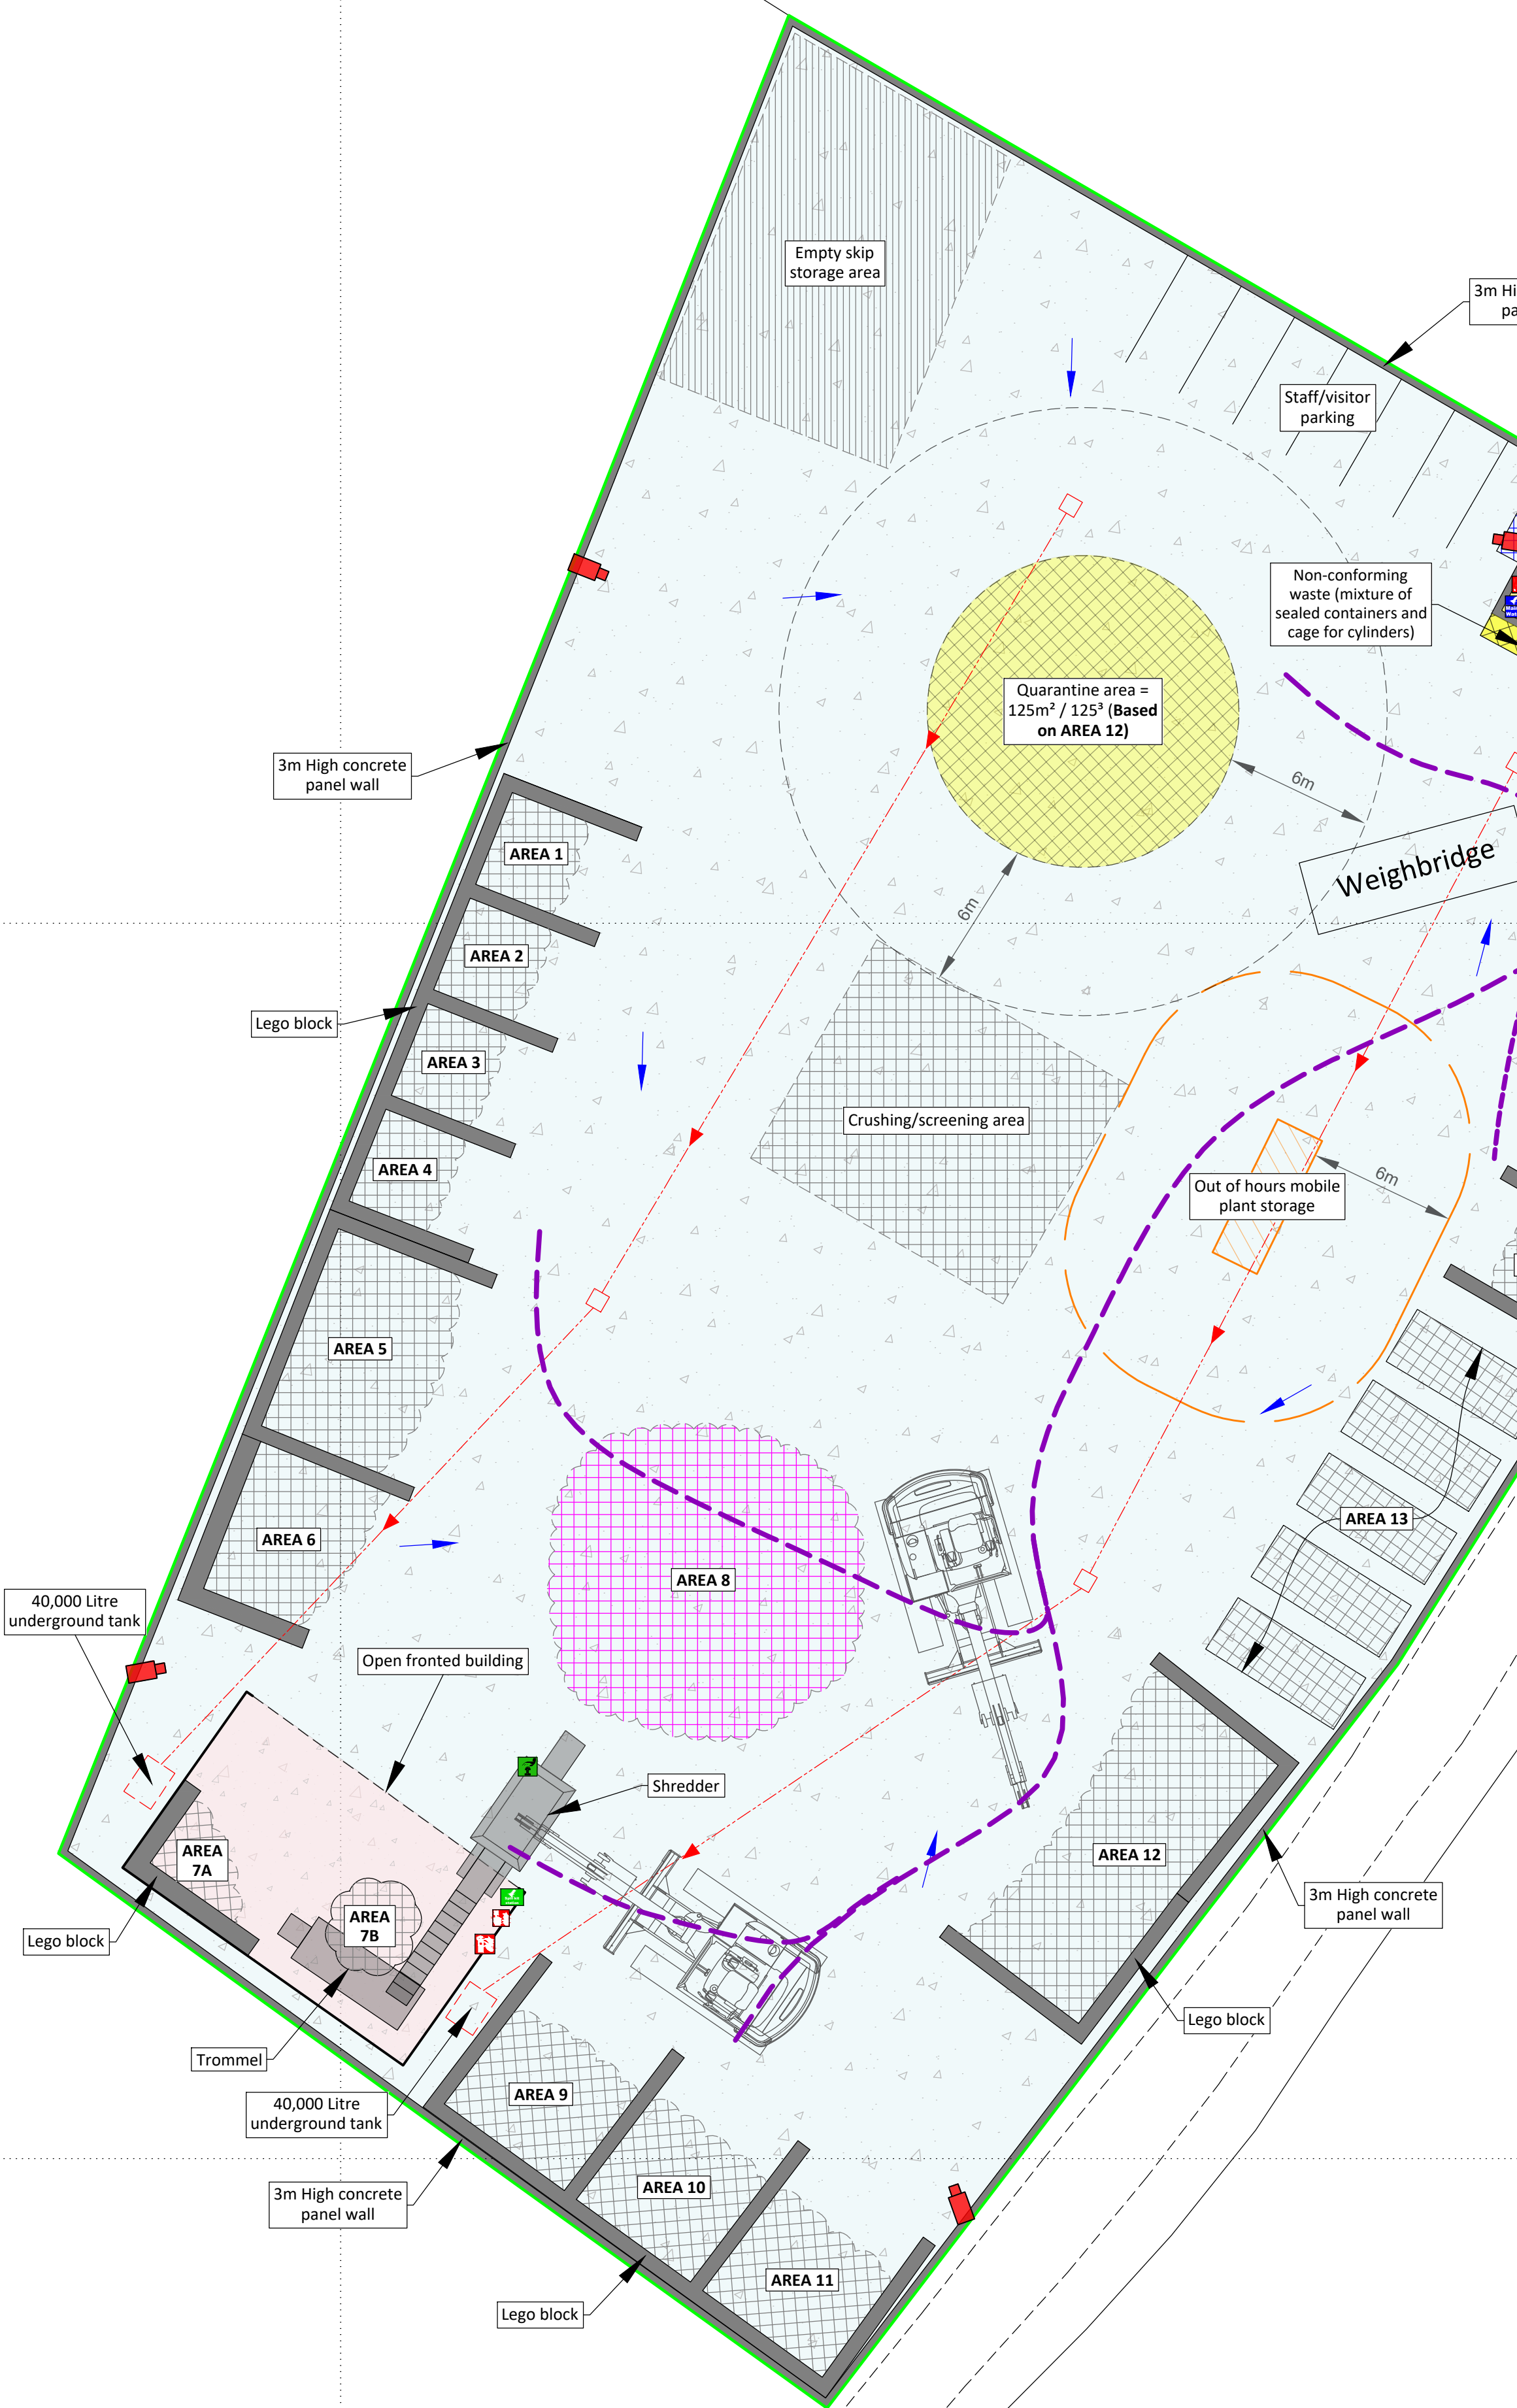 Empty skip
storage area
3m Hi
pa
Staff/visitor
parking
Non-conforming
waste (mixture of
sealed containers and
cage for cylinders)
Quarantine area =
125m² / 125³ (Based
on AREA 12)
6m
6m
3m High concrete
panel wall
Weighbridge
AREA 1
AREA 2
Lego block
AREA 3
Crushing/screening area
AREA 4
Out of hours mobile
plant storage
6m
AREA 5
AREA 6
AREA 8
AREA 13
40,000 Litre
underground tank
Open fronted building
Shredder
AREA
7A
AREA
7B
AREA 12
3m High concrete
panel wall
Lego block
Lego block
Trommel
40,000 Litre
underground tank
AREA 9
3m High concrete
panel wall
AREA 10
AREA 11
Lego block